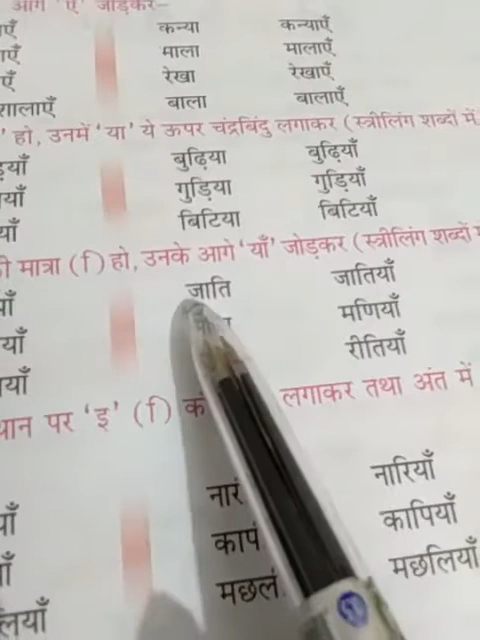 आगे 'एँ' जोड़कर–
एँ कन्या कन्याएँ
एँ माला मालाएँ
एँ रेखा रेखाएँ
शालाएँ बाला बालाएँ
' हो, उनमें 'या' ये ऊपर चंद्रबिंदु लगाकर (स्त्रीलिंग शब्दों में
याँ बुढ़िया बुढ़ियाँ
याँ गुड़िया गुड़ियाँ
याँ बिटिया बिटियाँ
की मात्रा (ि) हो, उनके आगे 'याँ' जोड़कर (स्त्रीलिंग शब्दों
याँ जाति जातियाँ
याँ मणियाँ
याँ रीतियाँ
थान पर 'इ' (ि) क लगाकर तथा अंत में
नारियाँ
याँ काप कापियाँ
याँ मछल मछलियाँ
लियाँ